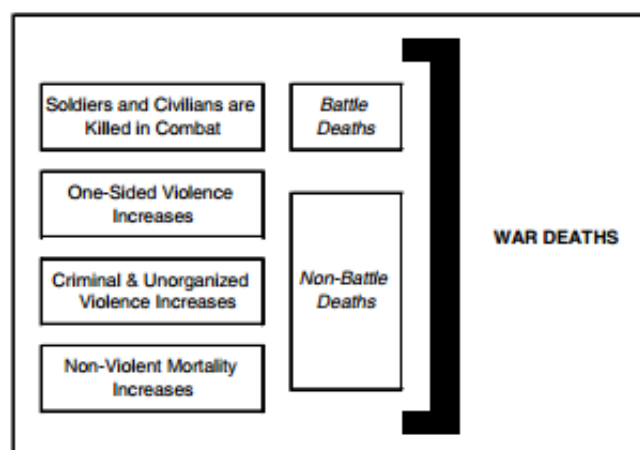 Soldiers and Civilians are
Killed in Combat
Battle
Deaths
One-Sided Violence
Increases
Criminal & Unorganized
Violence Increases
Non-Battle
Deaths
Non-Violent Mortality
Increases
WAR DEATHS